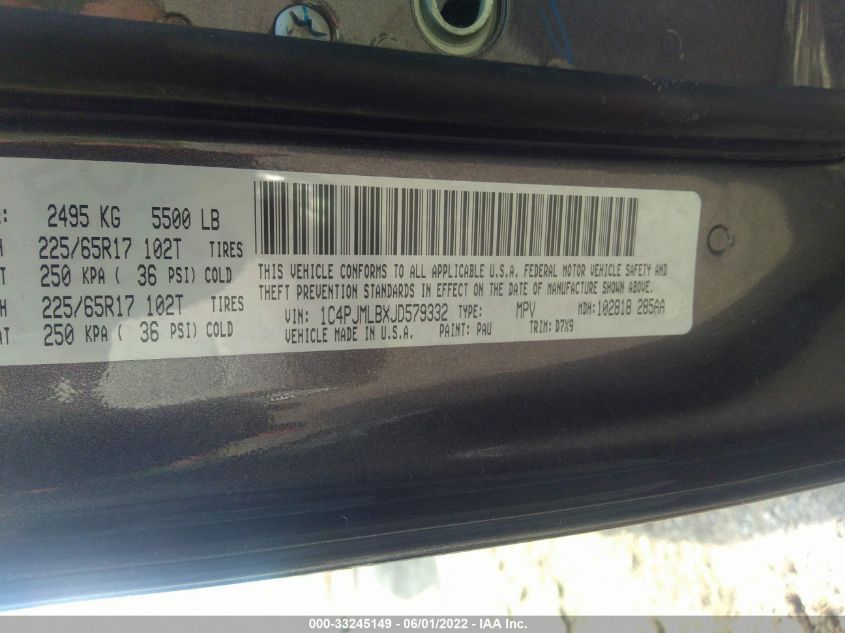 : 2495 KG 5500 LB
H 225/65R17 102T TIRES
T 250 KPA ( 36 PSI) COLD
H 225/65R17 102T TIRES
AT 250 KPA ( 36 PSI) COLD
THIS VEHICLE CONFORMS TO ALL APPLICABLE U.S.A. FEDERAL MOTOR VEHICLE SAFETY AND
THEFT PREVENTION STANDARDS IN EFFECT ON THE DATE OF MANUFACTURE SHOWN ABOVE.
VIN: 1C4PJMLBXJD579332 TYPE: MPV MDH: 102818 285AA
VEHICLE MADE IN U.S.A. PAINT: PAU TRIM: D7X9
000-33245149 - 06/01/2022 - IAA Inc.